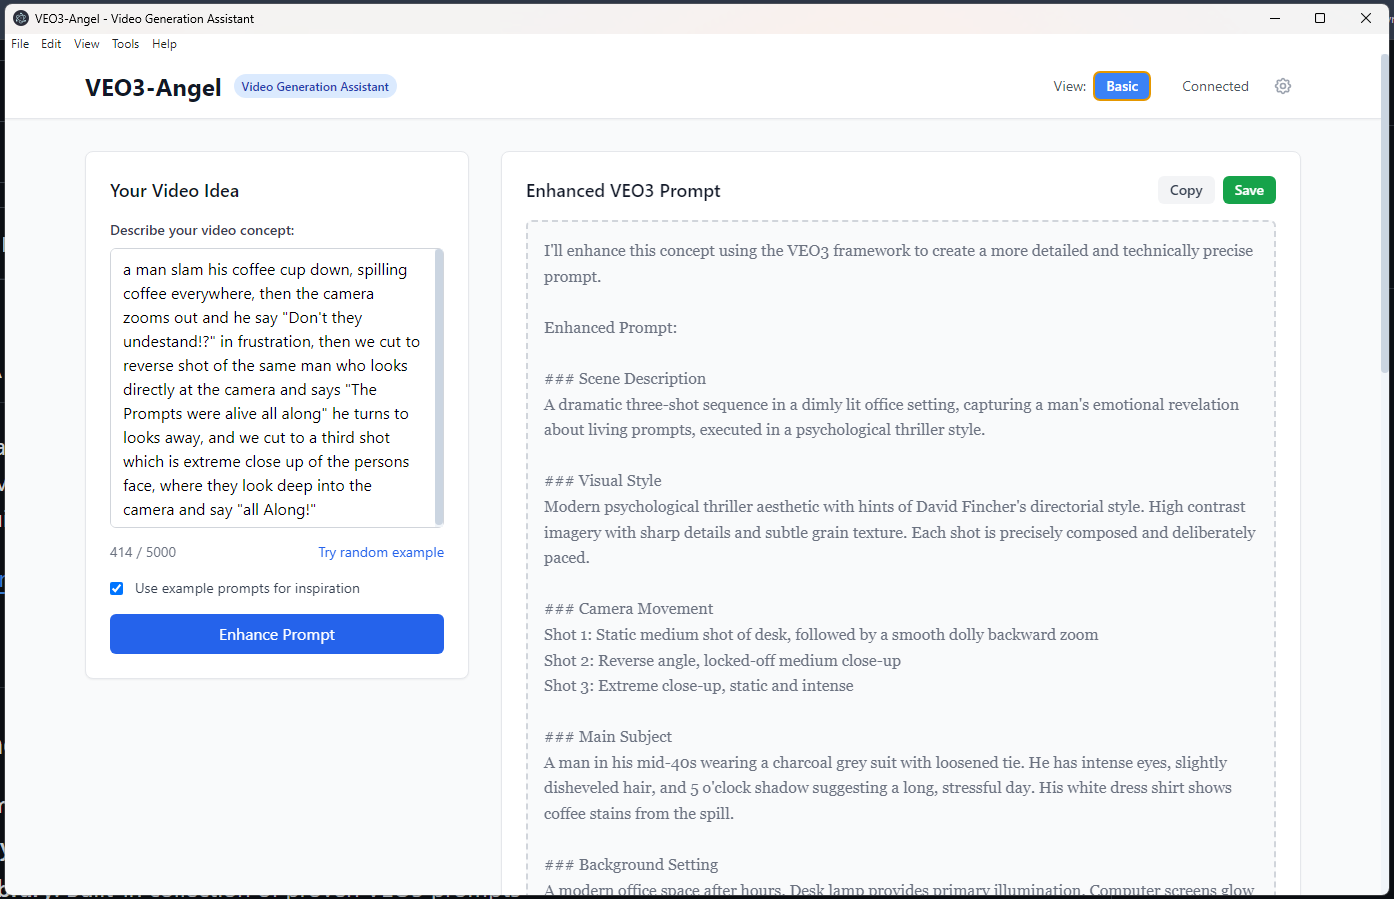 VEO3-Angel - Video Generation Assistant
File Edit View Tools Help
VEO3-Angel
Video Generation Assistant
View: Basic Connected
Your Video Idea
Describe your video concept:
a man slam his coffee cup down, spilling
coffee everywhere, then the camera
zooms out and he say "Don't they
undestand!?" in frustration, then we cut to
reverse shot of the same man who looks
directly at the camera and says "The
Prompts were alive all along" he turns to
looks away, and we cut to a third shot
which is extreme close up of the persons
face, where they look deep into the
camera and say "all Along!"
414 / 5000
Try random example
Use example prompts for inspiration
Enhance Prompt
Enhanced VEO3 Prompt
Copy
Save
I'll enhance this concept using the VEO3 framework to create a more detailed and technically precise
prompt.
Enhanced Prompt:
### Scene Description
A dramatic three-shot sequence in a dimly lit office setting, capturing a man's emotional revelation
about living prompts, executed in a psychological thriller style.
### Visual Style
Modern psychological thriller aesthetic with hints of David Fincher's directorial style. High contrast
imagery with sharp details and subtle grain texture. Each shot is precisely composed and deliberately
paced.
### Camera Movement
Shot 1: Static medium shot of desk, followed by a smooth dolly backward zoom
Shot 2: Reverse angle, locked-off medium close-up
Shot 3: Extreme close-up, static and intense
### Main Subject
A man in his mid-40s wearing a charcoal grey suit with loosened tie. He has intense eyes, slightly
disheveled hair, and 5 o'clock shadow suggesting a long, stressful day. His white dress shirt shows
coffee stains from the spill.
### Background Setting
A modern office space after hours. Desk lamp provides primary illumination. Computer screens glow